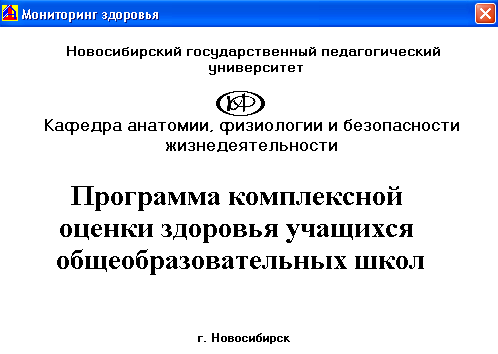 Мониторинг здоровья
Новосибирский государственный педагогический
университет
Кафедра анатомии, физиологии и безопасности
жизнедеятельности
Программа комплексной
оценки здоровья учащихся
общеобразовательных школ
г. Новосибирск